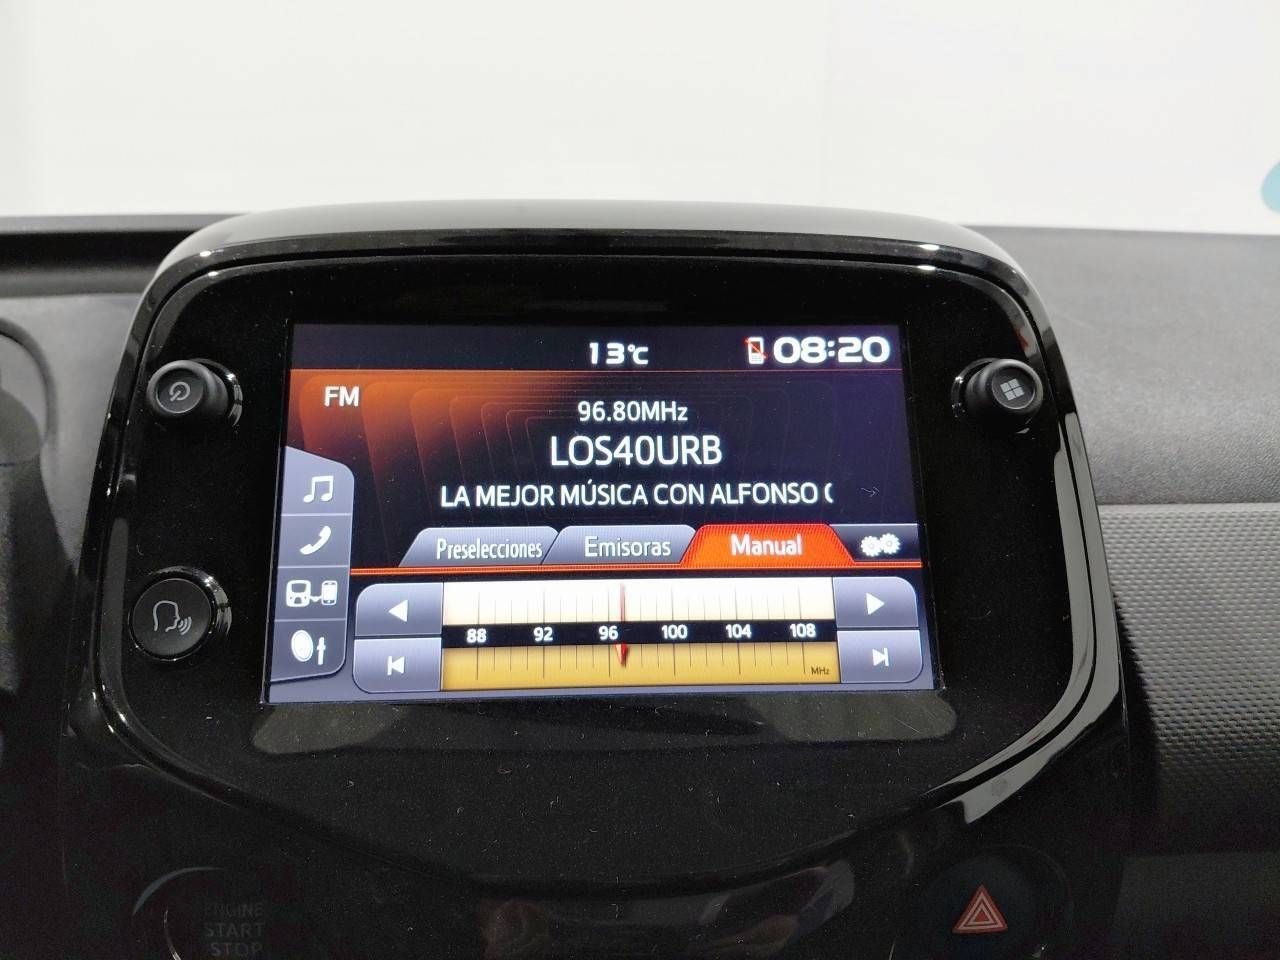 13°C
08:20
FM
96.80MHz
LOS40URB
LA MEJOR MÚSICA CON ALFONSO
Preselecciones
Emisoras
Manual
88 92 96 100 104 108
MHz
ENGINE
START
STOP